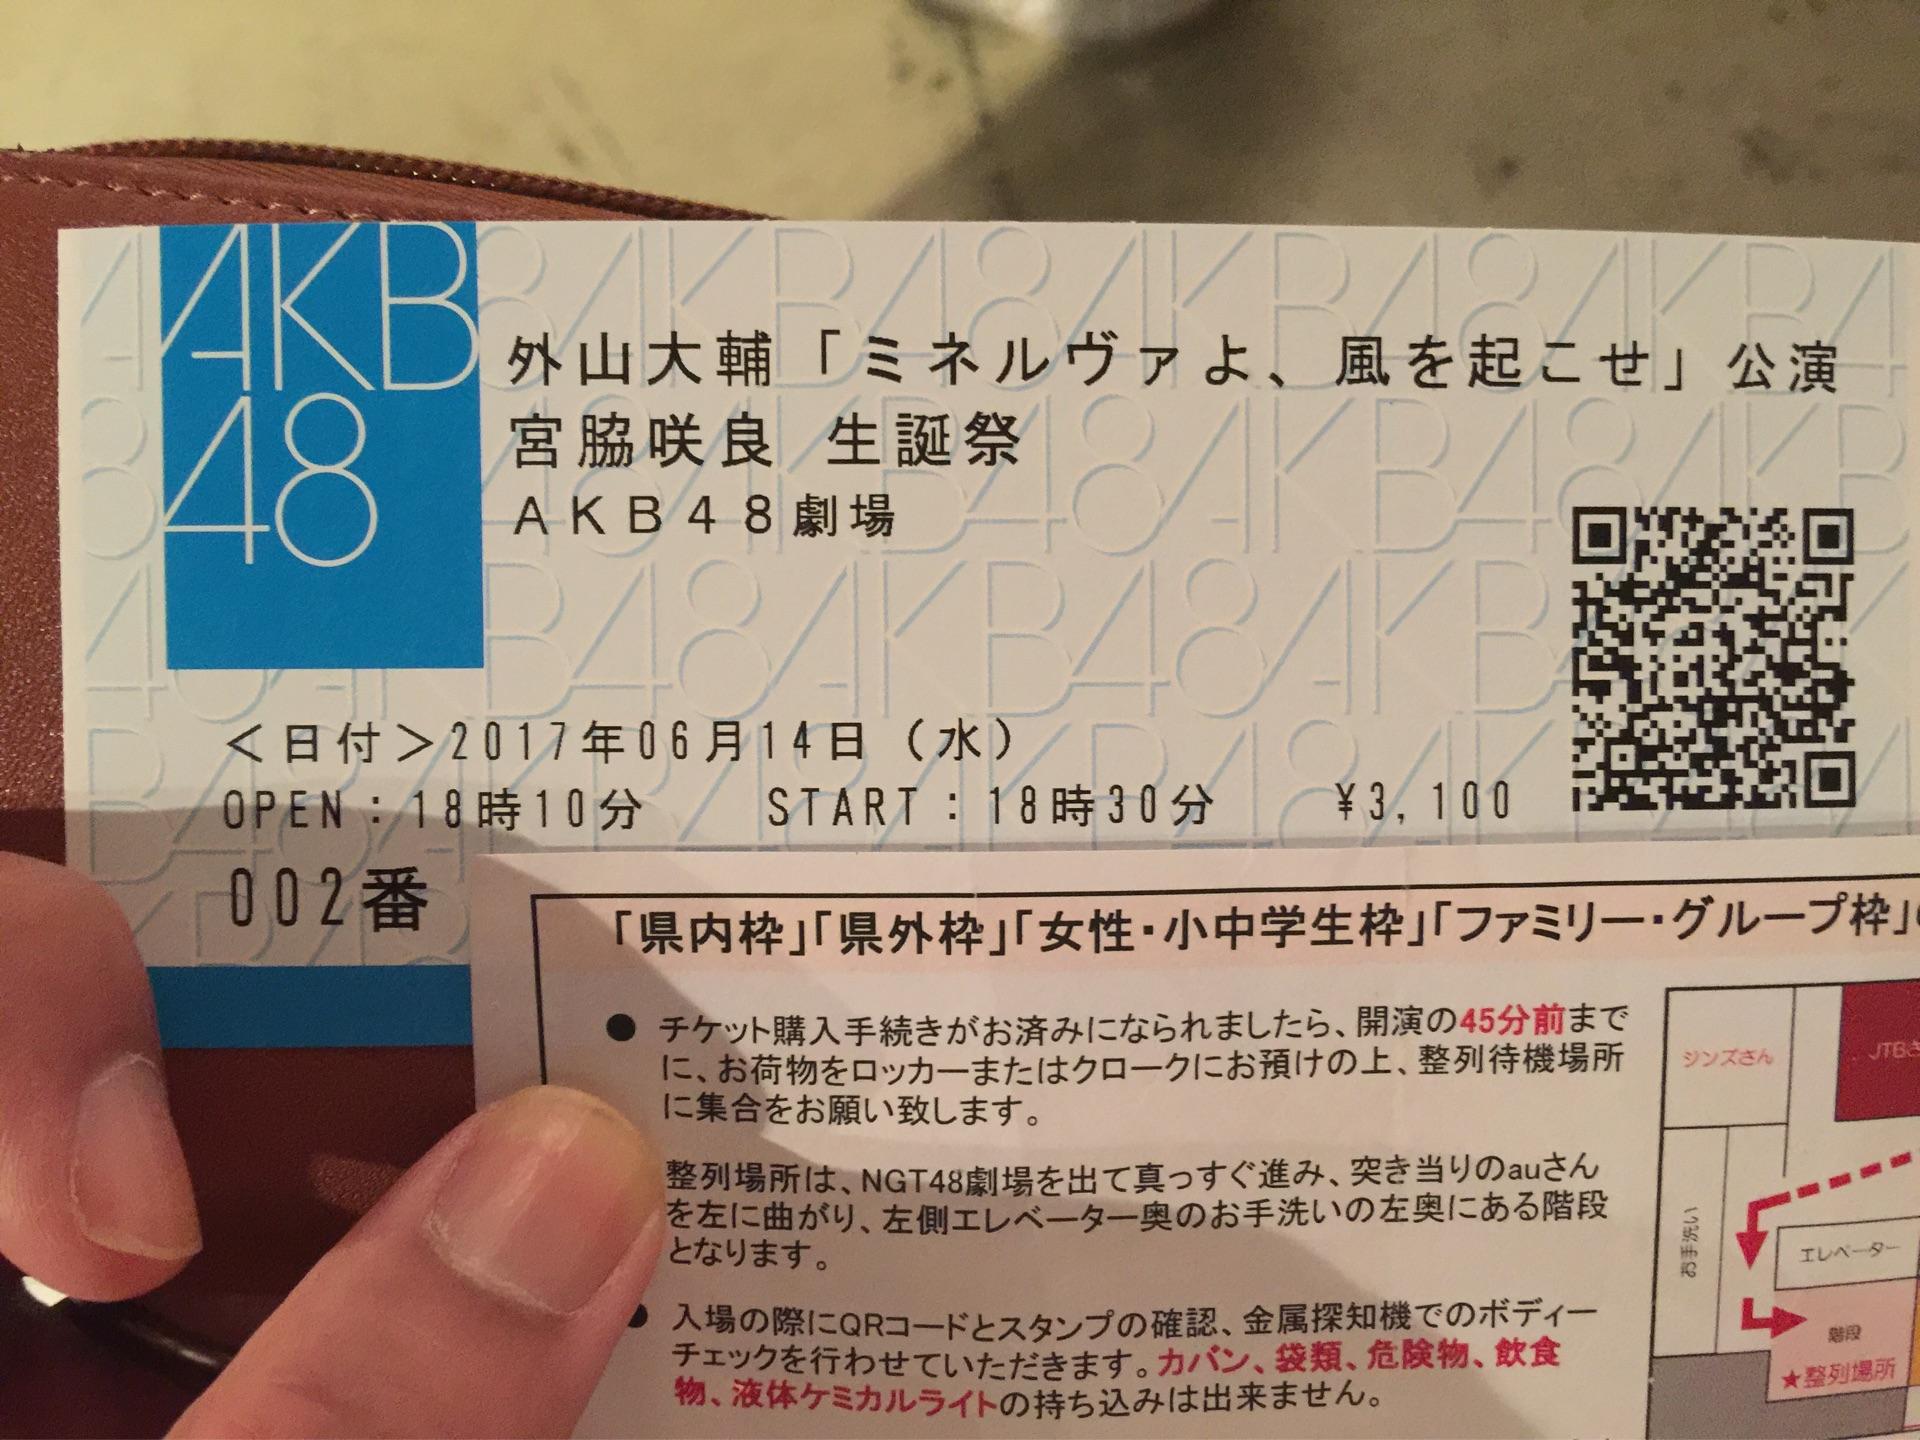 AKB
48
外山大輔「ミネルヴァよ、風を起こせ」公演
宮脇咲良 生誕祭
AKB48劇場
<日付>2017年06月14日(水)
OPEN:18時10分 START:18時30分 ¥3,100
002番
「県内枠」「県外枠」「女性・小中学生枠」「ファミリー・グループ枠」
● チケット購入手続きがお済みになられましたら、開演の45分前まで
に、お荷物をロッカーまたはクロークにお預けの上、整列待機場所
に集合をお願い致します。
整列場所は、NGT48劇場を出て真っすぐ進み、突き当りのauさん
を左に曲がり、左側エレベーター奥のお手洗いの左奥にある階段
となります。
● 入場の際にQRコードとスタンプの確認、金属探知機でのボディー
チェックを行わせていただきます。カバン、袋類、危険物、飲食
物、液体ケミカルライトの持ち込みは出来ません。
ジンズさん
JTBさ
お手洗い
エレベーター
階段
★整列場所